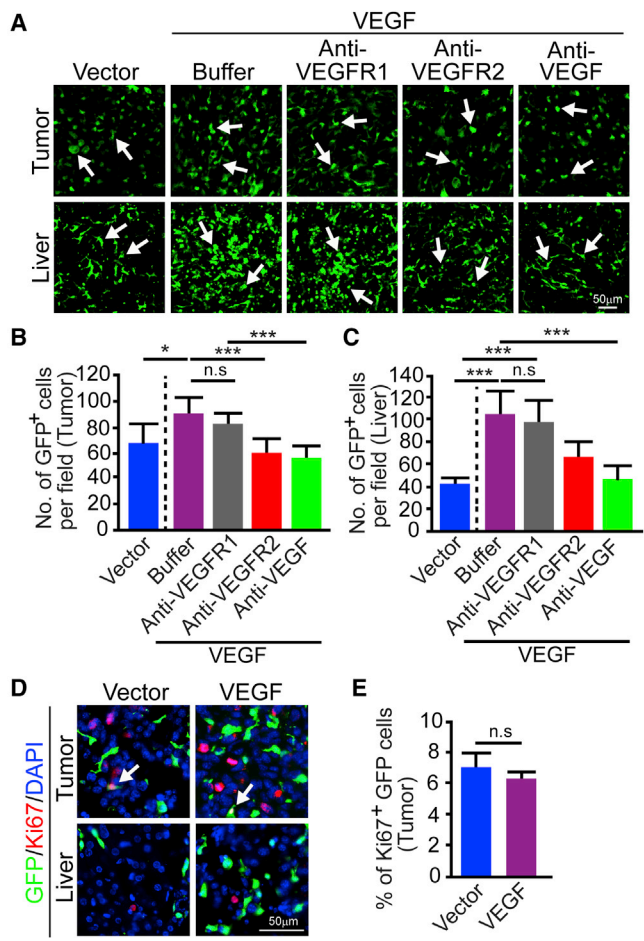 A
VEGF
Vector
Buffer
Anti-
VEGFR1
Anti-
VEGFR2
Anti-
VEGF
Tumor
Liver
50μm
B
No. of GFP+ cells
per field (Tumor)
120
100
80
60
40
20
0
*
***
n.s
***
Vector
Buffer
Anti-VEGFR1
Anti-VEGFR2
Anti-VEGF
VEGF
C
No. of GFP+cells
per field (Liver)
140
120
100
80
60
40
20
0
***
***
***
n.s
Vector
Buffer
Anti-VEGFR1
Anti-VEGFR2
Anti-VEGF
VEGF
D
GFP/Ki67/DAPI
Vector
VEGF
Tumor
Liver
50μm
E
% of Ki67+ GFP cells
(Tumor)
10
8
6
4
2
0
n.s
Vector
VEGF